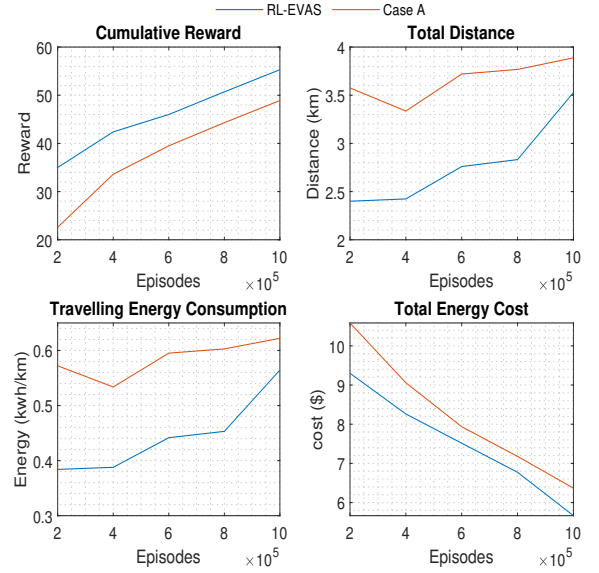 RL-EVAS Case A
Cumulative Reward
60
50
40
30
20
Reward
2 4 6 8 10
Episodes ×10^5
Total Distance
4
3.5
3
2.5
2
Distance (km)
2 4 6 8 10
Episodes ×10^5
Travelling Energy Consumption
0.6
0.5
0.4
0.3
Energy (kwh/km)
2 4 6 8 10
Episodes ×10^5
Total Energy Cost
10
9
8
7
6
cost ($)
2 4 6 8 10
Episodes ×10^5